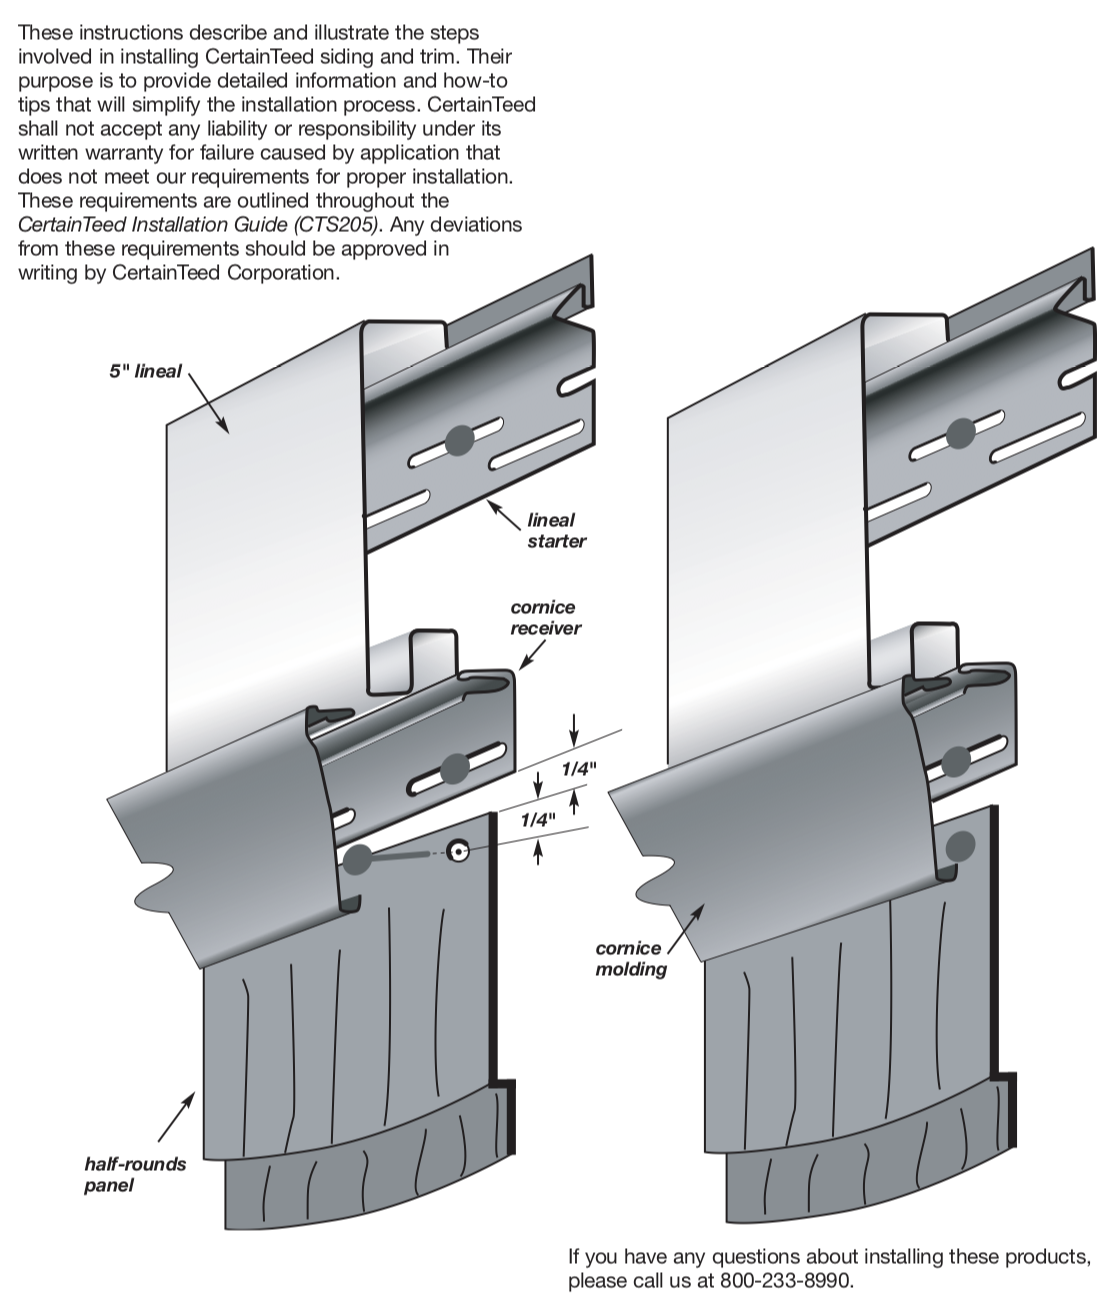 These instructions describe and illustrate the steps
involved in installing CertainTeed siding and trim. Their
purpose is to provide detailed information and how-to
tips that will simplify the installation process. CertainTeed
shall not accept any liability or responsibility under its
written warranty for failure caused by application that
does not meet our requirements for proper installation.
These requirements are outlined throughout the
CertainTeed Installation Guide (CTS205). Any deviations
from these requirements should be approved in
writing by CertainTeed Corporation.
5" lineal
lineal
starter
cornice
receiver
1/4"
1/4"
cornice
molding
half-rounds
panel
If you have any questions about installing these products,
please call us at 800-233-8990.